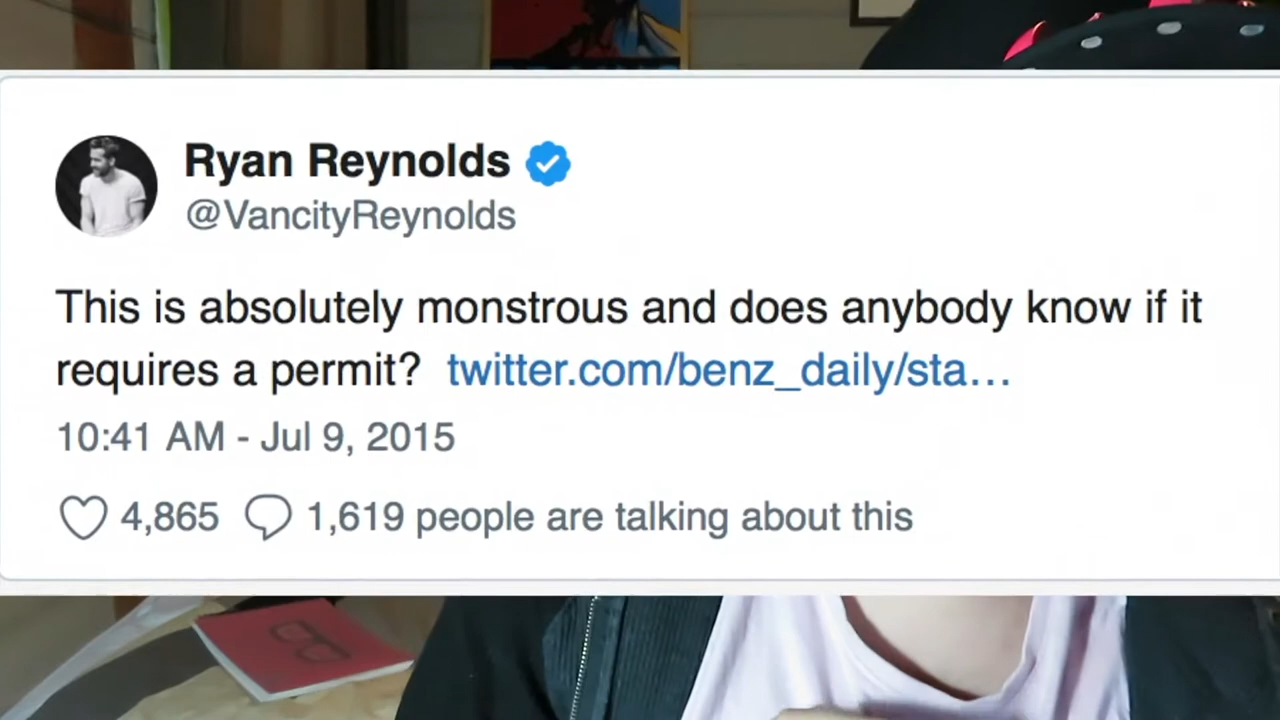 Ryan Reynolds
@VancityReynolds
This is absolutely monstrous and does anybody know if it
requires a permit? twitter.com/benz_daily/sta…
10:41 AM - Jul 9, 2015
4,865 1,619 people are talking about this